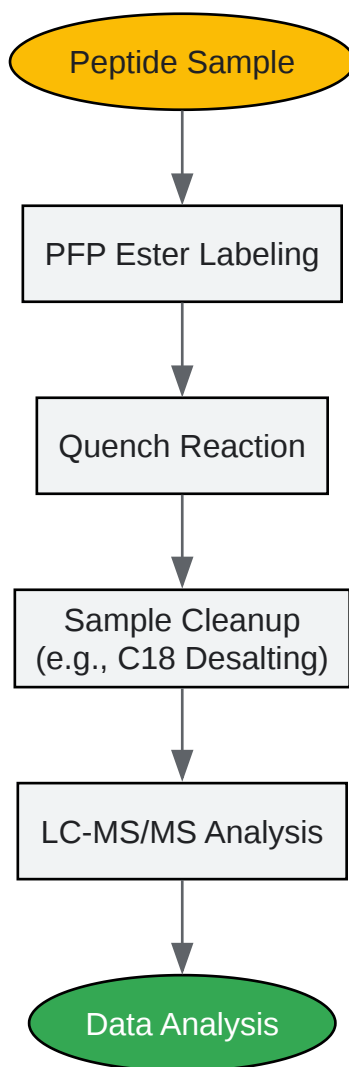 Peptide Sample
PFP Ester Labeling
Quench Reaction
Sample Cleanup
(e.g., C18 Desalting)
LC-MS/MS Analysis
Data Analysis